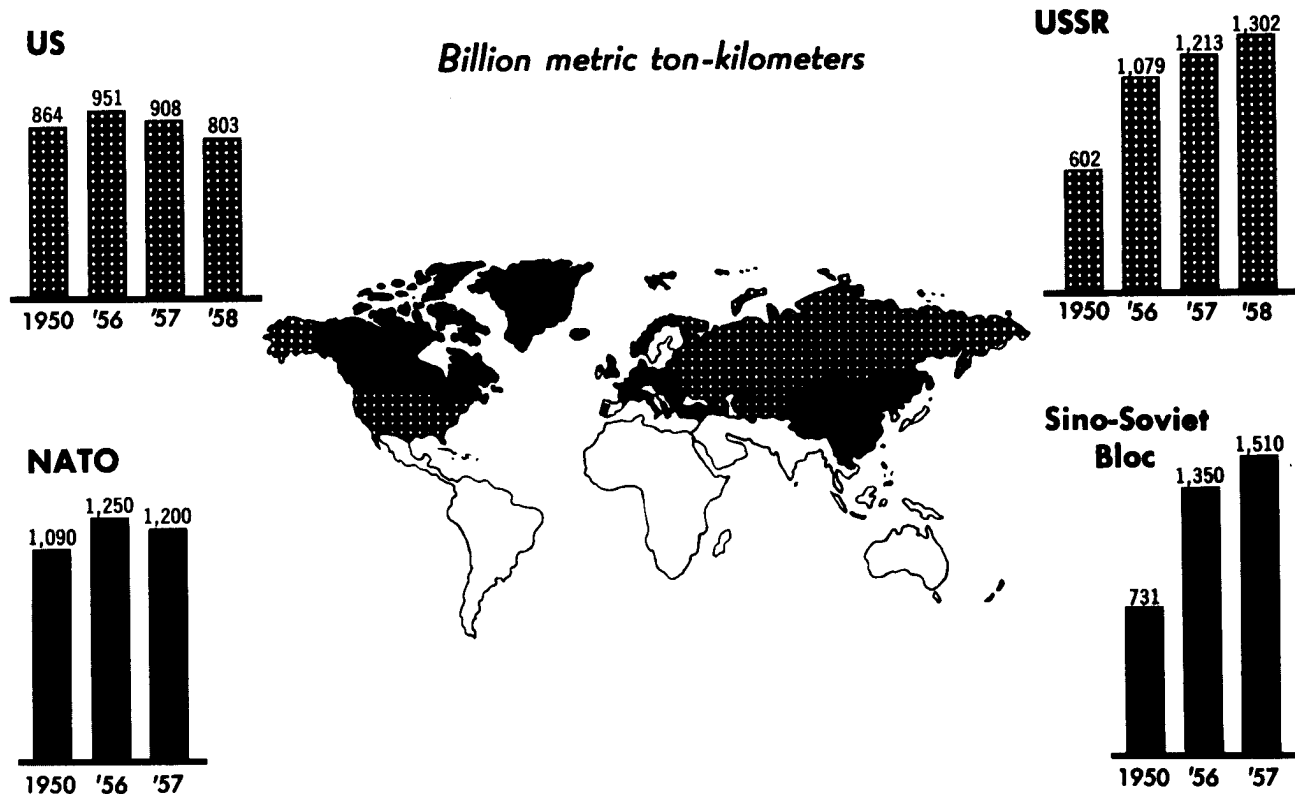 US
Billion metric ton-kilometers
USSR
864
951
908
803
1950 '56 '57 '58
602
1,079
1,213
1,302
1950 '56 '57 '58
NATO
1,090
1,250
1,200
1950 '56 '57
Sino-Soviet
Bloc
731
1,350
1,510
1950 '56 '57